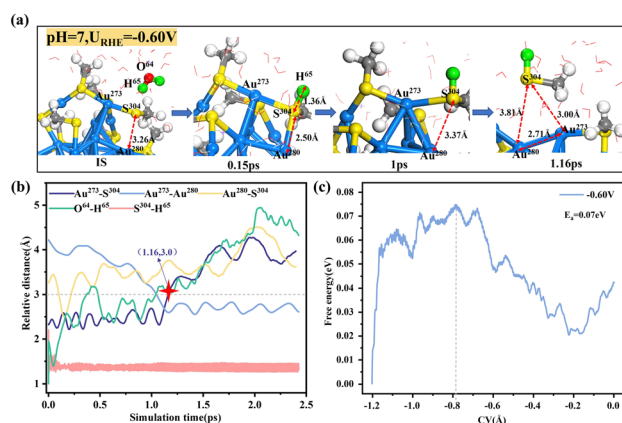 (a)
pH=7,U_RHE=-0.60V
O⁶⁴
H⁶⁵
Au²⁷³
S³⁰⁴
3.26Å
Au²⁸⁰
IS
Au²⁷³
H⁶⁵
1.36Å
S³⁰⁴
2.50Å
Au²⁸⁰
0.15ps
Au²⁷³
S³⁰⁴
3.37Å
Au²⁸⁰
1ps
S³⁰⁴
3.81Å
3.00Å
2.71Å
Au²⁷³
Au²⁸⁰
1.16ps
(b)
Au²⁷³-S³⁰⁴
Au²⁷³-Au²⁸⁰
Au²⁸⁰-S³⁰⁴
O⁶⁴-H⁶⁵
S³⁰⁴-H⁶⁵
(1.16,3.0)
Relative distance(Å)
5
4
3
2
1
0.0
0.5
1.0
1.5
2.0
2.5
Simulation time(ps)
(c)
-0.60V
Eₐ=0.07eV
Free energy(eV)
0.08
0.07
0.06
0.05
0.04
0.03
0.02
0.01
0.00
-1.2
-1.0
-0.8
-0.6
-0.4
-0.2
0.0
CV(Å)